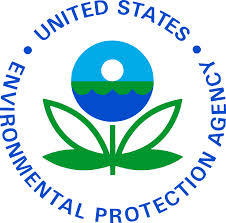 UNITED STATES
ENVIRONMENTAL PROTECTION AGENCY